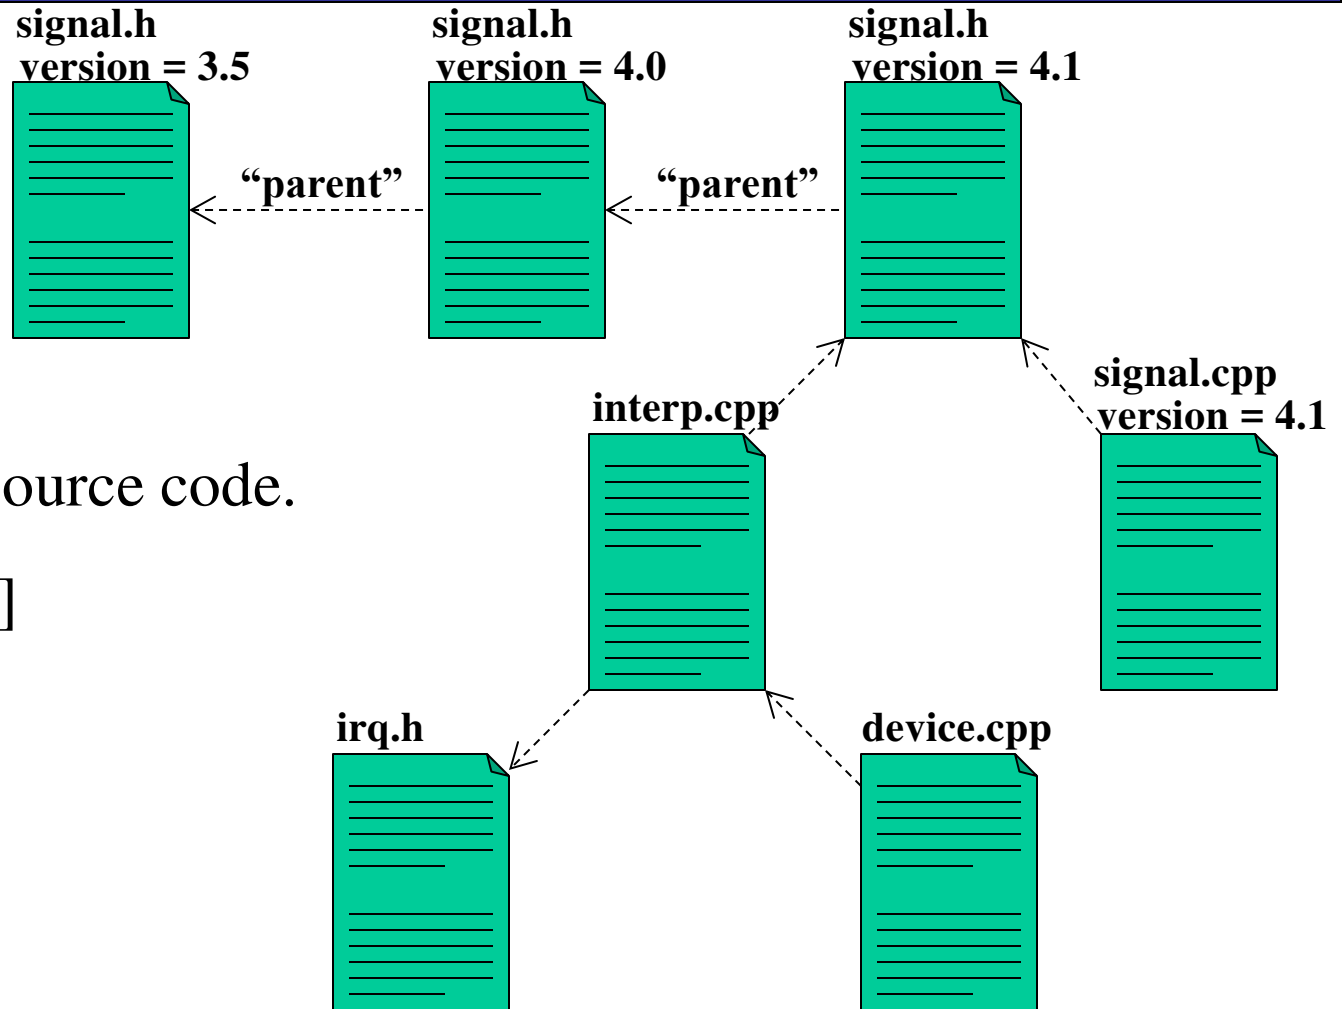 signal.h
version = 3.5
signal.h
version = 4.0
signal.h
version = 4.1
“parent”
“parent”
signal.cpp
version = 4.1
interp.cpp
ource code.
]
irq.h
device.cpp